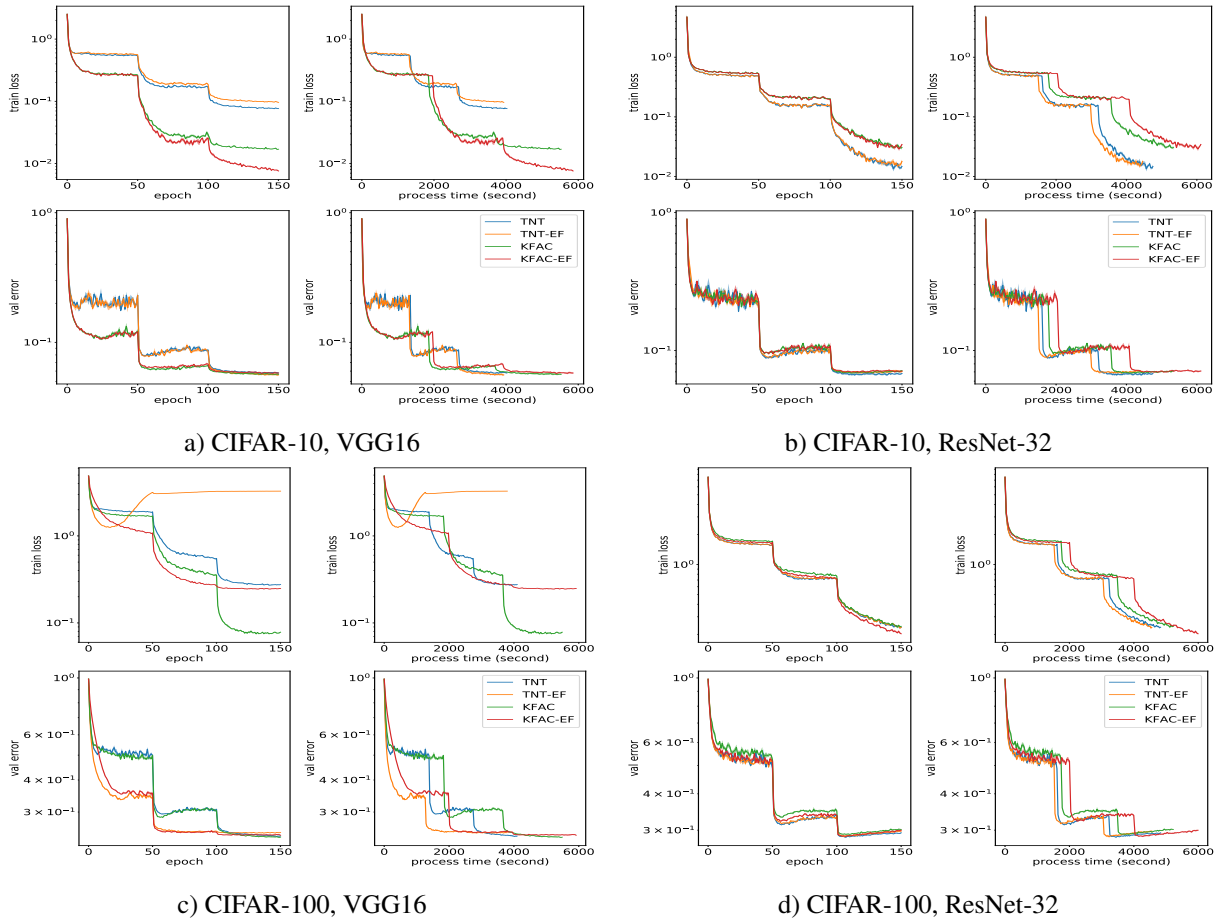 10⁰
10⁻¹
10⁻²
train loss
0 50 100 150
epoch
10⁰
10⁻¹
10⁻²
train loss
0 2000 4000 6000
process time (second)
10⁰
10⁻¹
10⁻²
train loss
0 50 100 150
epoch
10⁰
10⁻¹
10⁻²
train loss
0 2000 4000 6000
process time (second)
10⁰
10⁻¹
val error
0 50 100 150
epoch
10⁰
10⁻¹
val error
TNT
TNT-EF
KFAC
KFAC-EF
0 2000 4000 6000
process time (second)
10⁰
10⁻¹
val error
0 50 100 150
epoch
10⁰
10⁻¹
val error
TNT
TNT-EF
KFAC
KFAC-EF
0 2000 4000 6000
process time (second)
a) CIFAR-10, VGG16
b) CIFAR-10, ResNet-32
10⁰
10⁻¹
train loss
0 50 100 150
epoch
10⁰
10⁻¹
train loss
0 2000 4000 6000
process time (second)
10⁰
train loss
0 50 100 150
epoch
10⁰
train loss
0 2000 4000 6000
process time (second)
10⁰
6 × 10⁻¹
4 × 10⁻¹
3 × 10⁻¹
val error
0 50 100 150
epoch
10⁰
6 × 10⁻¹
4 × 10⁻¹
3 × 10⁻¹
val error
TNT
TNT-EF
KFAC
KFAC-EF
0 2000 4000 6000
process time (second)
10⁰
6 × 10⁻¹
4 × 10⁻¹
3 × 10⁻¹
val error
0 50 100 150
epoch
10⁰
6 × 10⁻¹
4 × 10⁻¹
3 × 10⁻¹
val error
TNT
TNT-EF
KFAC
KFAC-EF
0 2000 4000 6000
process time (second)
c) CIFAR-100, VGG16
d) CIFAR-100, ResNet-32